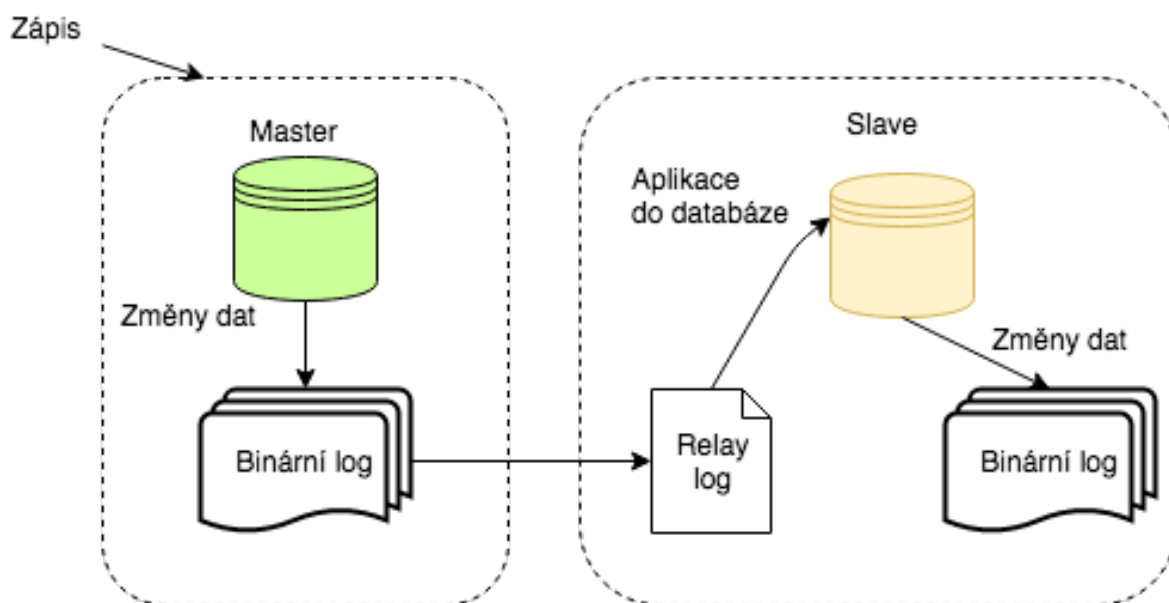 Zápis
Master
Změny dat
Binární log
Slave
Aplikace
do databáze
Relay
log
Změny dat
Binární log